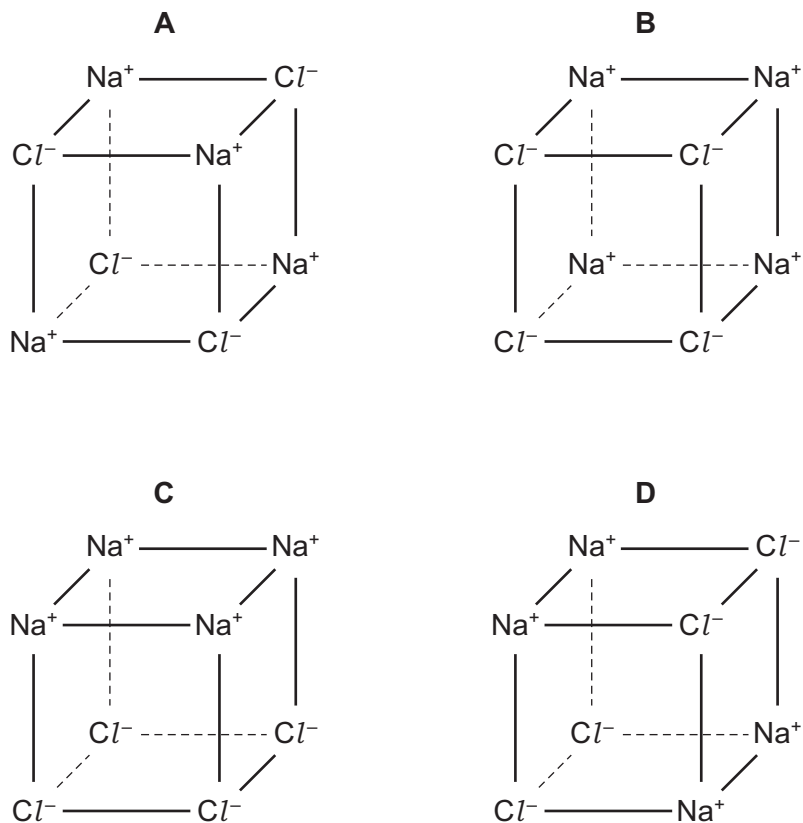 A B
Na⁺ Cl⁻ Na⁺ Na⁺
Cl⁻ Na⁺ Cl⁻ Cl⁻
Cl⁻ Na⁺ Na⁺ Na⁺
Na⁺ Cl⁻ Cl⁻ Cl⁻
C D
Na⁺ Na⁺ Na⁺ Cl⁻
Na⁺ Na⁺ Na⁺ Cl⁻
Cl⁻ Cl⁻ Cl⁻ Na⁺
Cl⁻ Cl⁻ Cl⁻ Na⁺